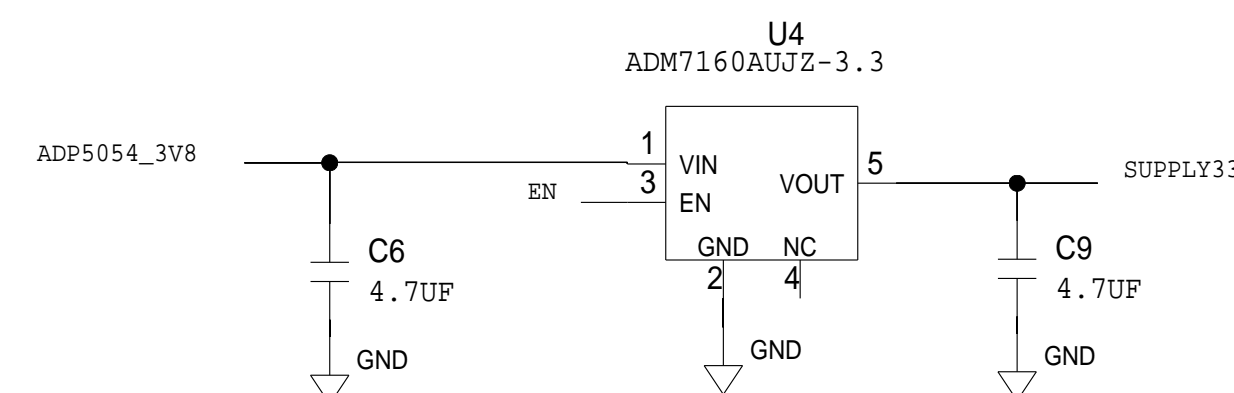 U4
ADM7160AUJZ-3.3
ADP5054_3V8
1
VIN
5
SUPPLY33
VOUT
EN
3
EN
GND
NC
2
4
C6
4.7UF
C9
4.7UF
GND
GND
GND